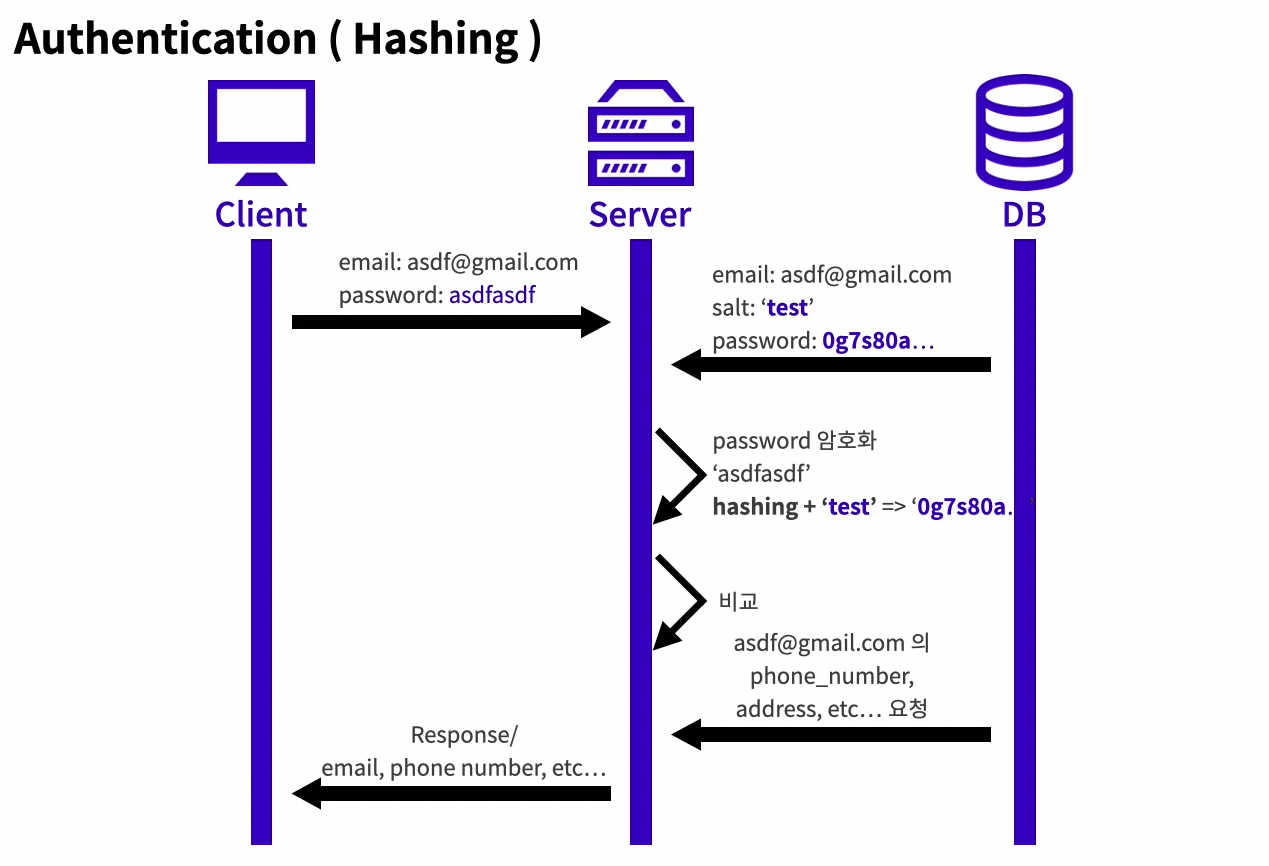 Authentication ( Hashing )
Client
Server
DB
email: asdf@gmail.com
password: asdfasdf
email: asdf@gmail.com
salt: ‘test’
password: 0g7s80a…
password 암호화
‘asdfasdf’
hashing + ‘test’ => ‘0g7s80a.. ’
비교
asdf@gmail.com 의
phone_number,
address, etc… 요청
Response/
email, phone number, etc…